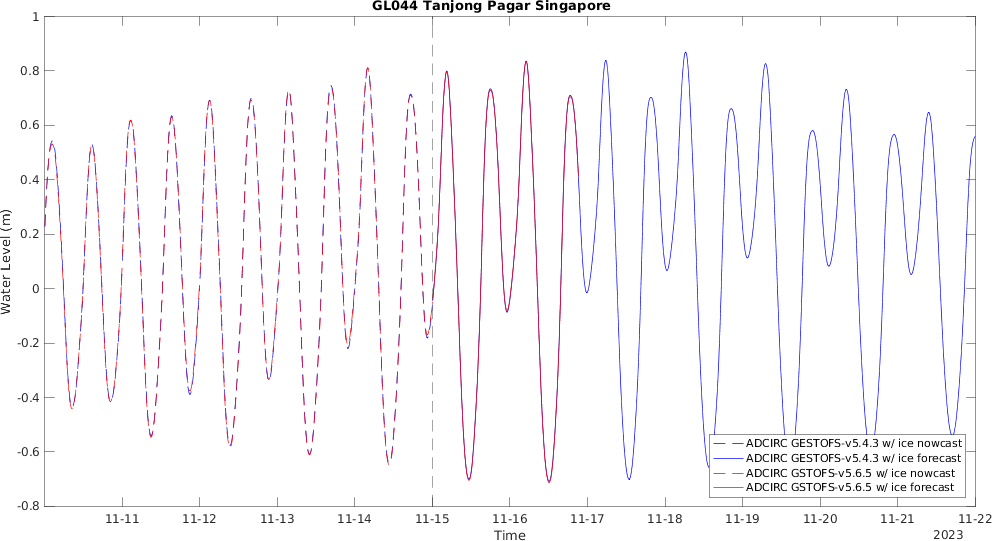 GL044 Tanjong Pagar Singapore
1
0.8
0.6
0.4
0.2
0
-0.2
-0.4
-0.6
-0.8
Water Level (m)
ADCIRC GESTOFS-v5.4.3 w/ ice nowcast
ADCIRC GESTOFS-v5.4.3 w/ ice forecast
ADCIRC GSTOFS-v5.6.5 w/ ice nowcast
ADCIRC GSTOFS-v5.6.5 w/ ice forecast
11-11 11-12 11-13 11-14 11-15 11-16 11-17 11-18 11-19 11-20 11-21 11-22
Time
2023